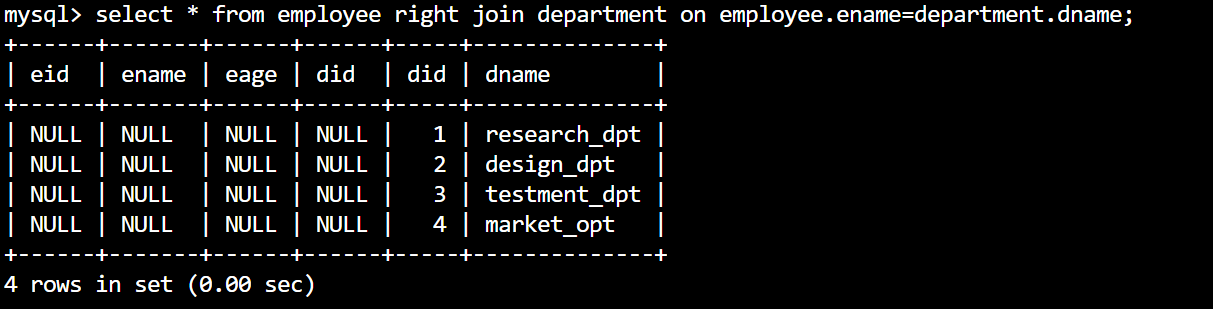 mysql> select * from employee right join department on employee.ename=department.dname;
+------+-------+------+------+-----+--------------+
| eid  | ename | eage | did  | did | dname        |
+------+-------+------+------+-----+--------------+
| NULL | NULL  | NULL | NULL |   1 | research_dpt |
| NULL | NULL  | NULL | NULL |   2 | design_dpt   |
| NULL | NULL  | NULL | NULL |   3 | testment_dpt |
| NULL | NULL  | NULL | NULL |   4 | market_opt   |
+------+-------+------+------+-----+--------------+
4 rows in set (0.00 sec)